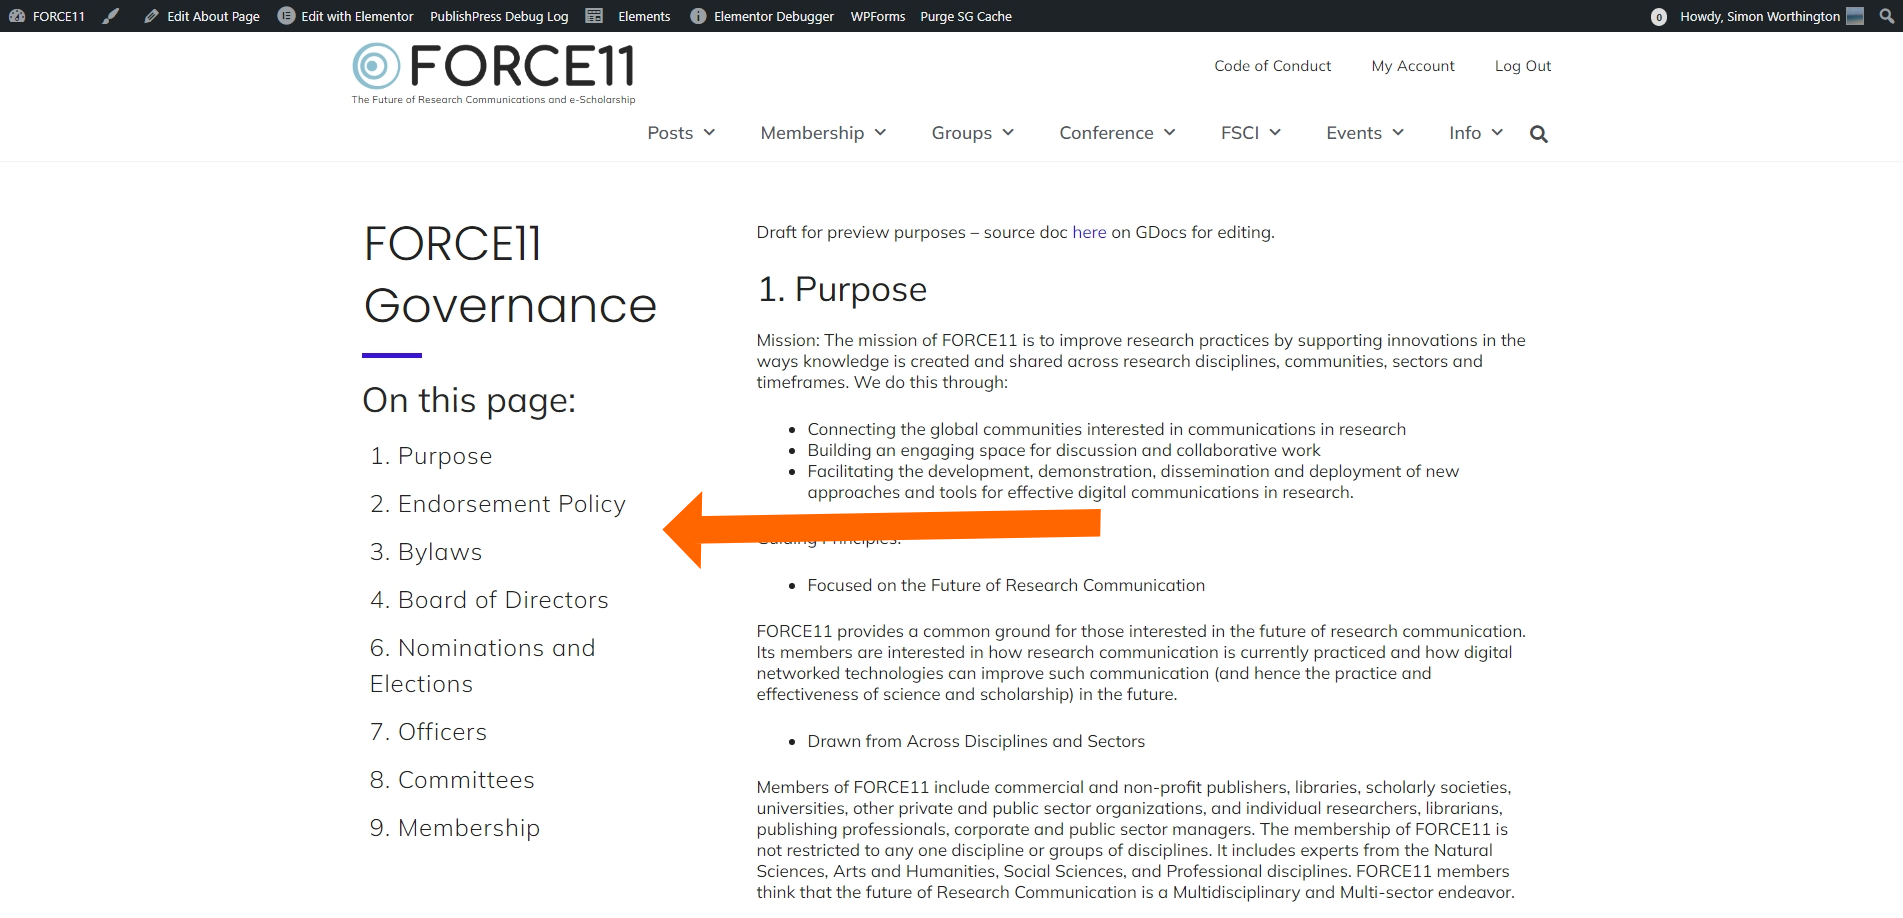 FORCE11 Edit About Page Edit with Elementor PublishPress Debug Log Elements Elementor Debugger WPForms Purge SG Cache 0 Howdy, Simon Worthington
FORCE11
The Future of Research Communications and e-Scholarship
Code of Conduct My Account Log Out
Posts Membership Groups Conference FSCI Events Info
FORCE11
Governance
On this page:
1. Purpose
2. Endorsement Policy
3. Bylaws
4. Board of Directors
6. Nominations and
Elections
7. Officers
8. Committees
9. Membership
Draft for preview purposes – source doc here on GDocs for editing.
1. Purpose
Mission: The mission of FORCE11 is to improve research practices by supporting innovations in the
ways knowledge is created and shared across research disciplines, communities, sectors and
timeframes. We do this through:
• Connecting the global communities interested in communications in research
• Building an engaging space for discussion and collaborative work
• Facilitating the development, demonstration, dissemination and deployment of new
approaches and tools for effective digital communications in research.
Guiding Principles:
• Focused on the Future of Research Communication
FORCE11 provides a common ground for those interested in the future of research communication.
Its members are interested in how research communication is currently practiced and how digital
networked technologies can improve such communication (and hence the practice and
effectiveness of science and scholarship) in the future.
• Drawn from Across Disciplines and Sectors
Members of FORCE11 include commercial and non-profit publishers, libraries, scholarly societies,
universities, other private and public sector organizations, and individual researchers, librarians,
publishing professionals, corporate and public sector managers. The membership of FORCE11 is
not restricted to any one discipline or groups of disciplines. It includes experts from the Natural
Sciences, Arts and Humanities, Social Sciences, and Professional disciplines. FORCE11 members
think that the future of Research Communication is a Multidisciplinary and Multi-sector endeavor.